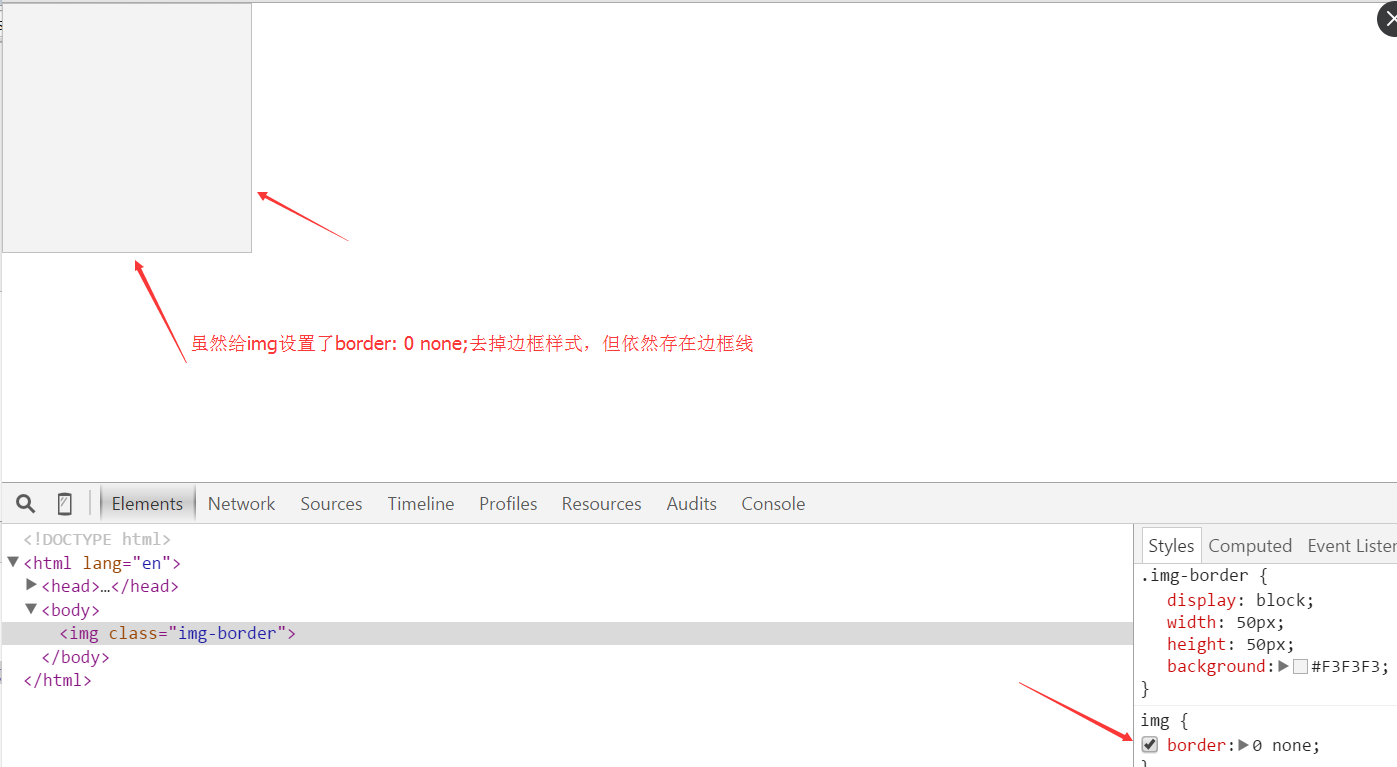 虽然给img设置了border: 0 none;去掉边框样式，但依然存在边框线
Elements Network Sources Timeline Profiles Resources Audits Console
<!DOCTYPE html>
<html lang="en">
<head>…</head>
<body>
<img class="img-border">
</body>
</html>
Styles Computed Event Listen
.img-border {
display: block;
width: 50px;
height: 50px;
background: #F3F3F3;
}
img {
border: 0 none;
}